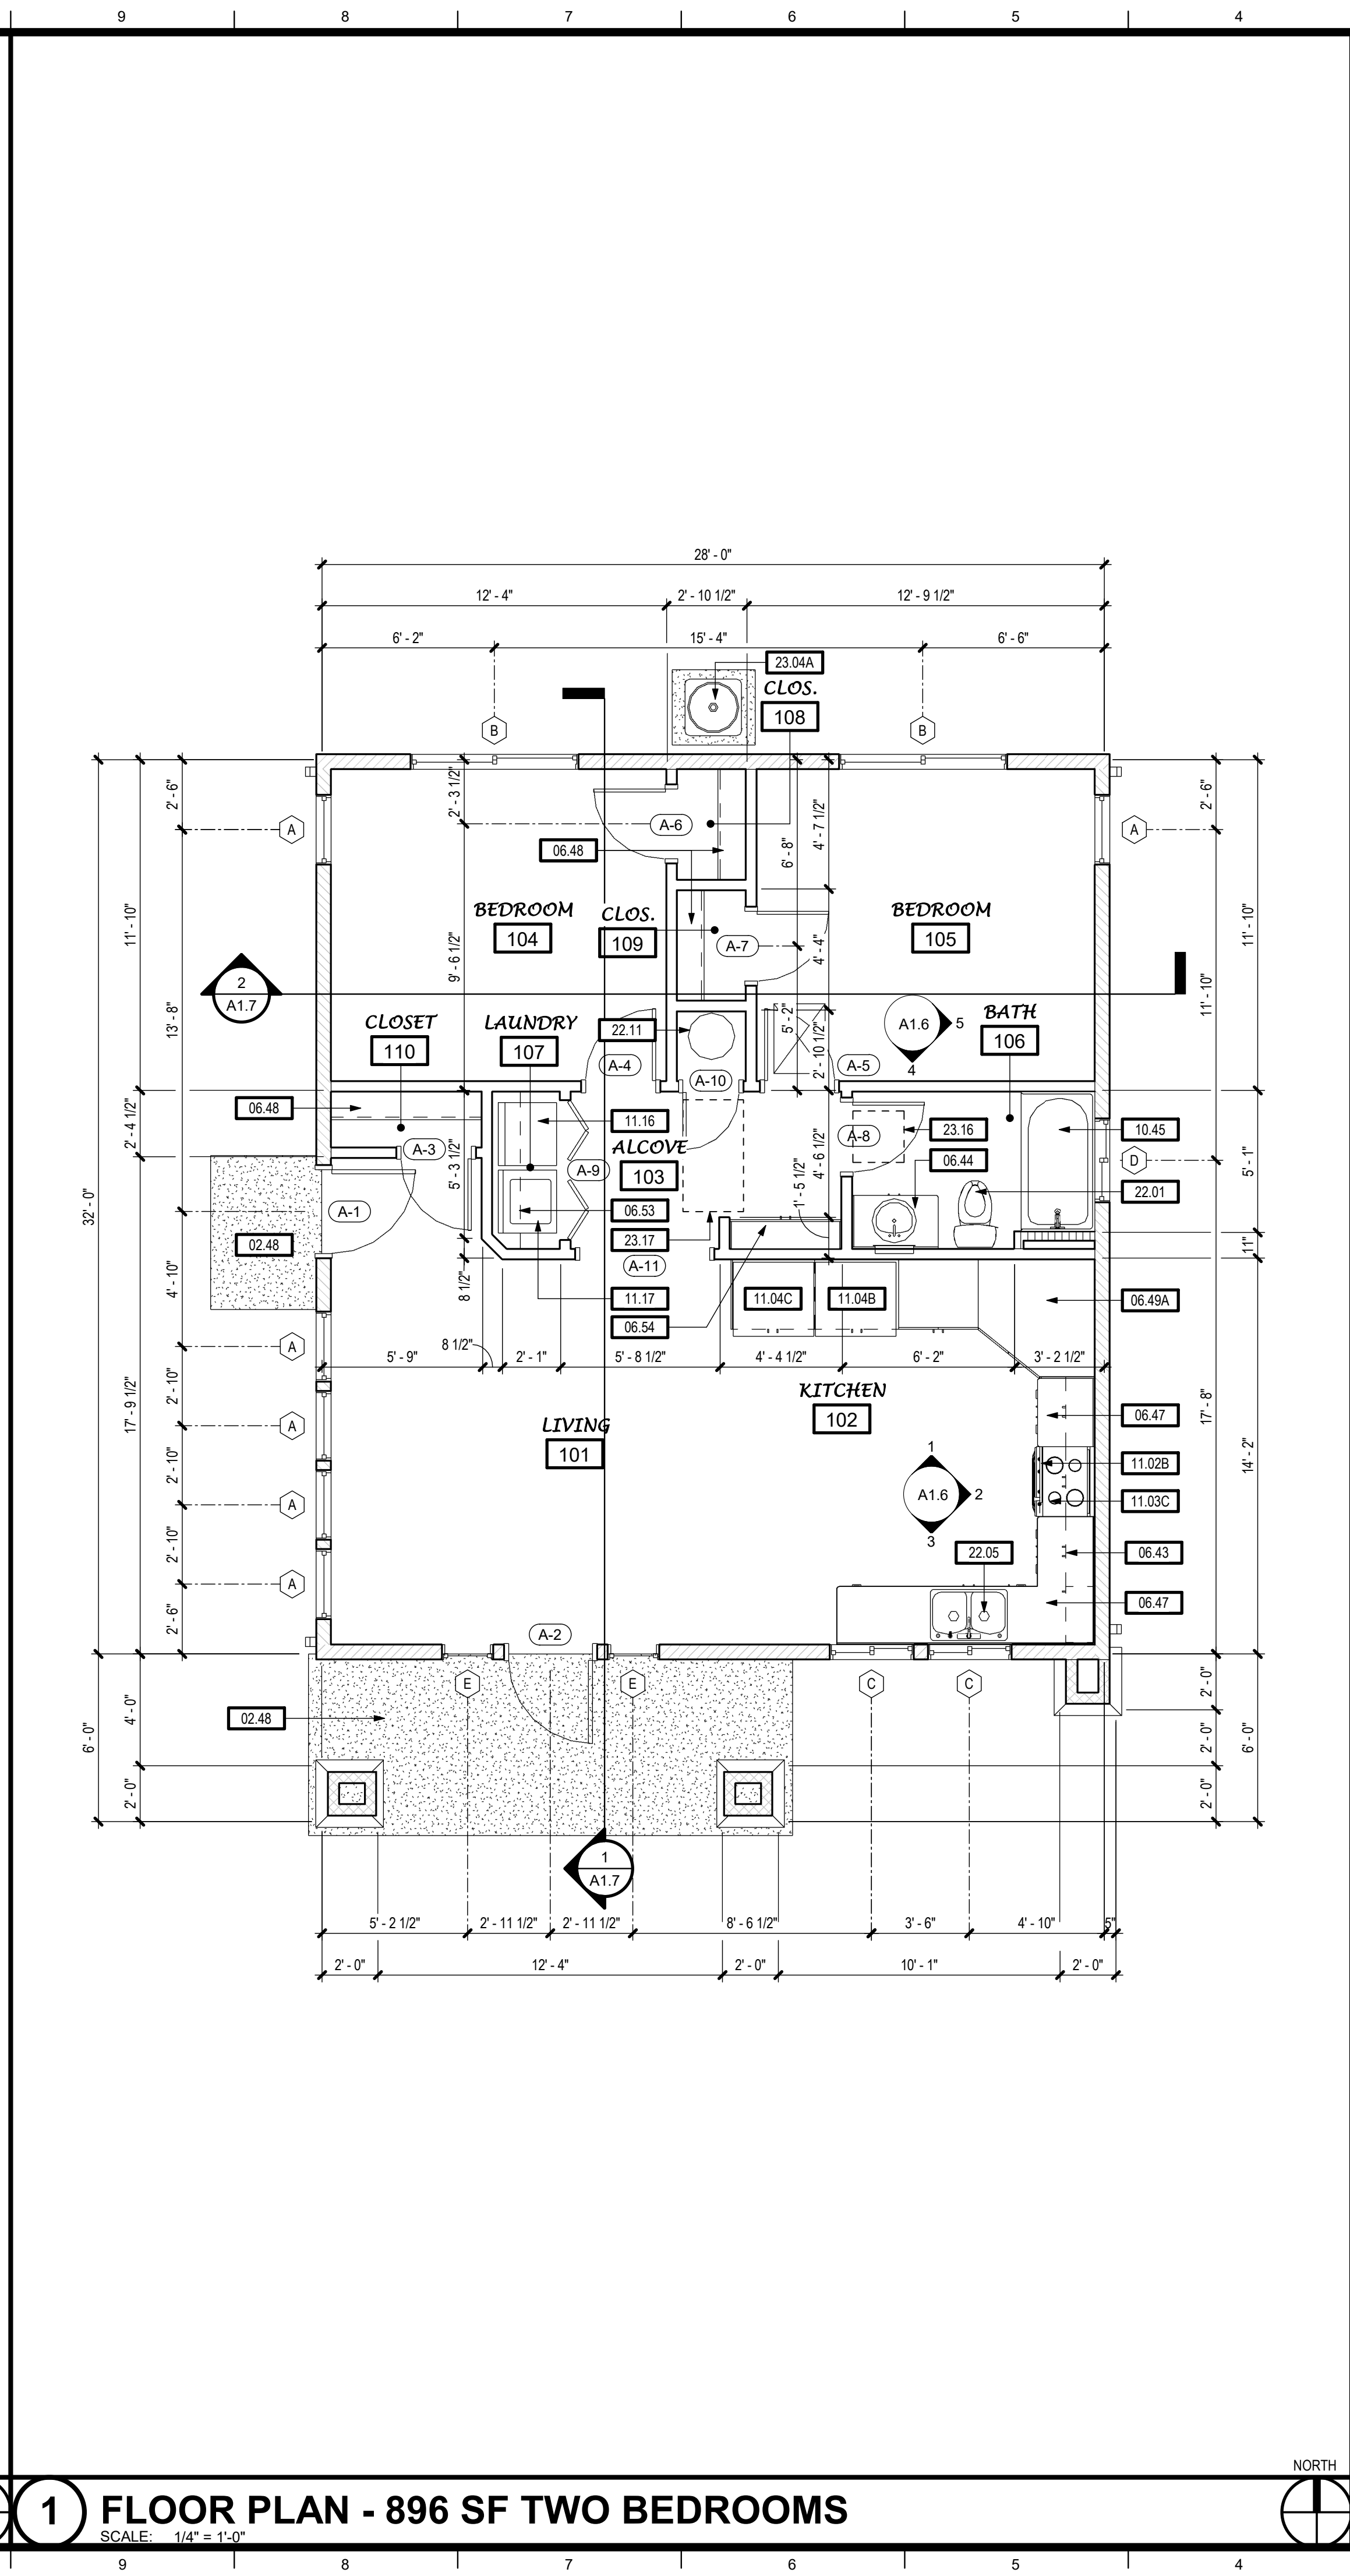 9 8 7 6 5 4
28' - 0"
12' - 4" 2' - 10 1/2" 12' - 9 1/2"
6' - 2" 15' - 4" 6' - 6"
23.04A
CLOS.
108
B B
2' - 6" 2' - 3 1/2" 2' - 6"
A A-6 A
4' - 7 1/2"
06.48 6' - 8"
BEDROOM CLOS. BEDROOM
104 109 105
A-7
11' - 10" 9' - 6 1/2" 4' - 4" 11' - 10"
2
A1.7
13' - 8" 11' - 10"
CLOSET LAUNDRY 22.11 5' - 2" A1.6 5 BATH
110 107 4 106
2' - 10 1/2"
A-4 A-10 A-5
06.48 11.16
2' - 4 1/2" A-3 ALCOVE A-8 23.16 10.45
4' - 6 1/2"
5' - 3 1/2" A-9 103 06.44 D 5' - 1"
1' - 5 1/2" 22.01
32' - 0" A-1 06.53
02.48 23.17 11"
A-11
4' - 10" 8 1/2" 11.17 11.04C 11.04B 06.49A
06.54
A 8 1/2"
5' - 9" 2' - 1" 5' - 8 1/2" 4' - 4 1/2" 6' - 2" 3' - 2 1/2"
2' - 10" KITCHEN
17' - 9 1/2" A LIVING 102 06.47 17' - 8"
101 14' - 2"
2' - 10" 1 11.02B
A A1.6 2 11.03C
2' - 10" 3
22.05 06.43
A 06.47
2' - 6" A-2
E E C C
02.48 4' - 0" 2' - 0"
6' - 0" 2' - 0" 6' - 0"
2' - 0" 2' - 0"
1
A1.7
5' - 2 1/2" 2' - 11 1/2" 2' - 11 1/2" 8' - 6 1/2" 3' - 6" 4' - 10" 5"
2' - 0" 12' - 4" 2' - 0" 10' - 1" 2' - 0"
NORTH
1 FLOOR PLAN - 896 SF TWO BEDROOMS
SCALE: 1/4" = 1'-0"
9 8 7 6 5 4